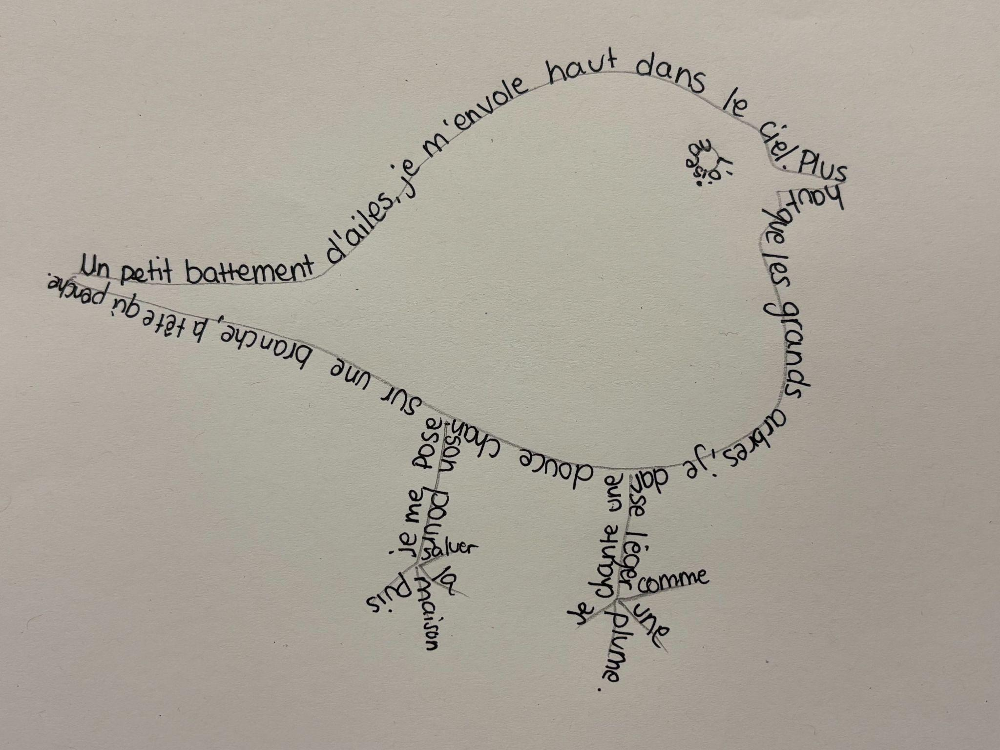 Un petit battement d'ailes, je m'envole haut dans le ciel. Plus
haut
que les grands arbres, je danse léger
comme
une
plume.
Je
chante une
douce chan-
son pour
saluer
la
maison
puis
je me pose
sur une branche, la tête qui penche.
L'oiseau